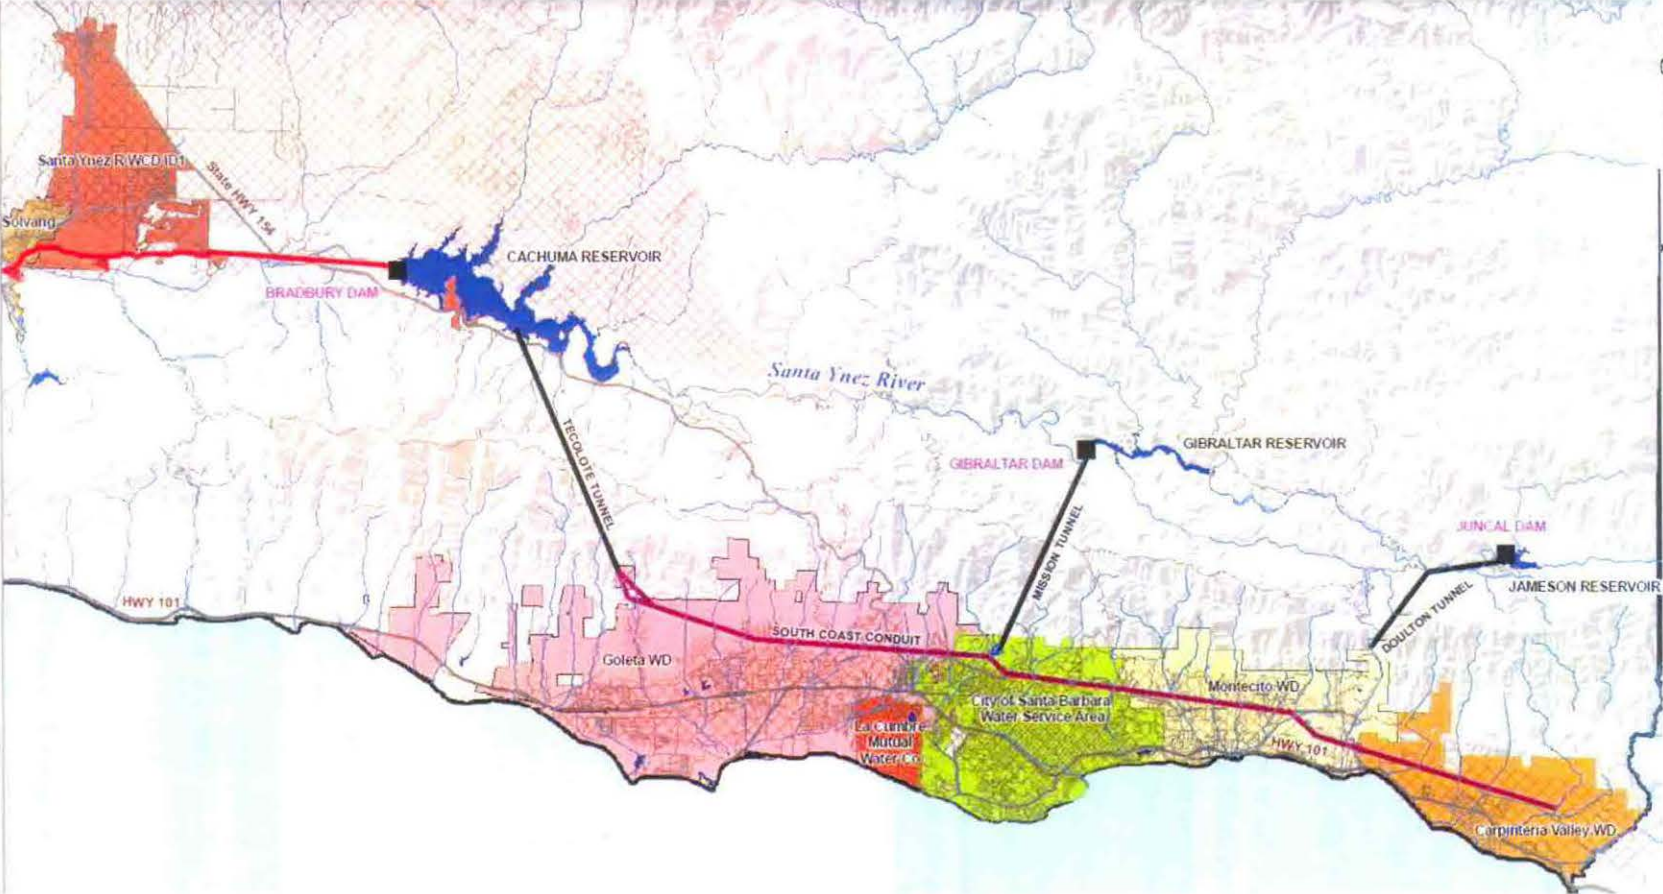 Santa Ynez R WCD ID1
State HWY 154
Solvang
CACHUMA RESERVOIR
BRADBURY DAM
Santa Ynez River
TECOLOTE TUNNEL
GIBRALTAR RESERVOIR
GIBRALTAR DAM
MISSION TUNNEL
JUNCAL DAM
JAMESON RESERVOIR
DOULTON TUNNEL
HWY 101
SOUTH COAST CONDUIT
Goleta WD
City of Santa Barbara
Water Service Area
Montecito WD
La Cumbre
Mutual
Water Co
HWY 101
Carpinteria Valley WD